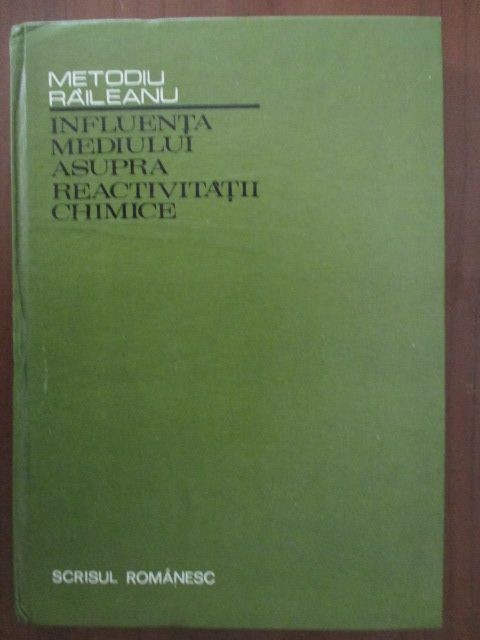 METODIU
RĂILEANU
INFLUENȚA
MEDIULUI
ASUPRA
REACTIVITĂȚII
CHIMICE
SCRISUL ROMÂNESC